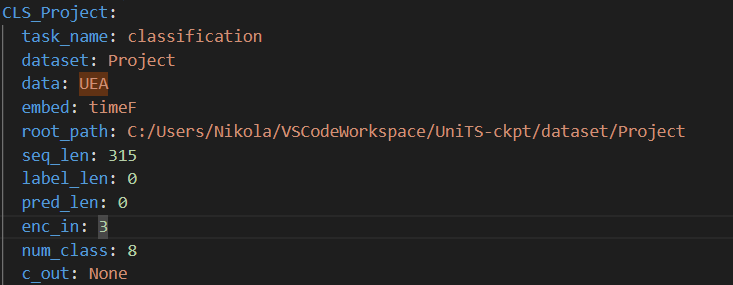 CLS_Project:
task_name: classification
dataset: Project
data: UEA
embed: timeF
root_path: C:/Users/Nikola/VSCodeWorkspace/UniTS-ckpt/dataset/Project
seq_len: 315
label_len: 0
pred_len: 0
enc_in: 3
num_class: 8
c_out: None